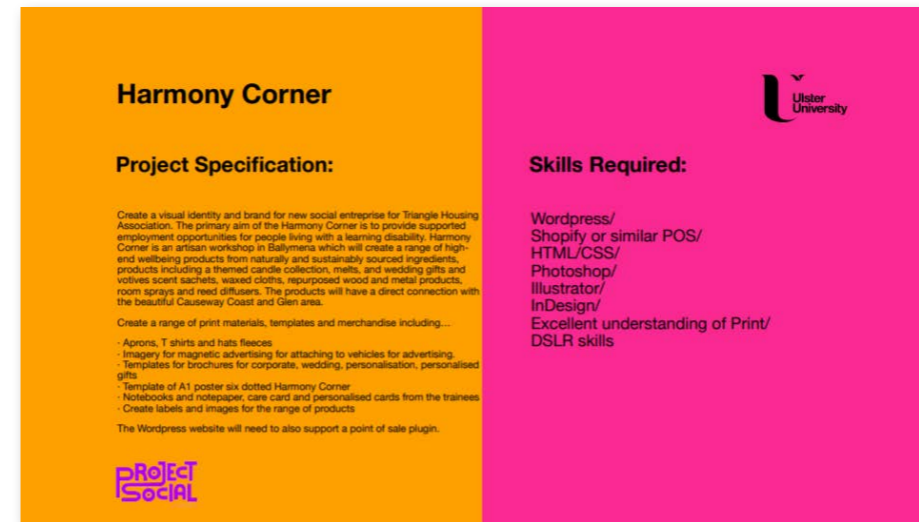 Harmony Corner
Project Specification:
Create a visual identity and brand for new social entreprise for Triangle Housing
Association. The primary aim of the Harmony Corner is to provide supported
employment opportunities for people living with a learning disability. Harmony
Corner is an artisan workshop in Ballymena which will create a range of high-
end wellbeing products from naturally and sustainably sourced ingredients,
products including a themed candle collection, melts, and wedding gifts and
votives scent sachets, waxed cloths, repurposed wood and metal products,
room sprays and reed diffusers. The products will have a direct connection with
the beautiful Causeway Coast and Glen area.
Create a range of print materials, templates and merchandise including...
· Aprons, T shirts and hats fleeces
· Imagery for magnetic advertising for attaching to vehicles for advertising.
· Templates for brochures for corporate, wedding, personalisation, personalised
gifts
· Template of A1 poster six dotted Harmony Corner
· Notebooks and notepaper, care card and personalised cards from the trainees
· Create labels and images for the range of products
The Wordpress website will need to also support a point of sale plugin.
PROJECT
SOCIAL
Ulster
University
Skills Required:
Wordpress/
Shopify or similar POS/
HTML/CSS/
Photoshop/
Illustrator/
InDesign/
Excellent understanding of Print/
DSLR skills